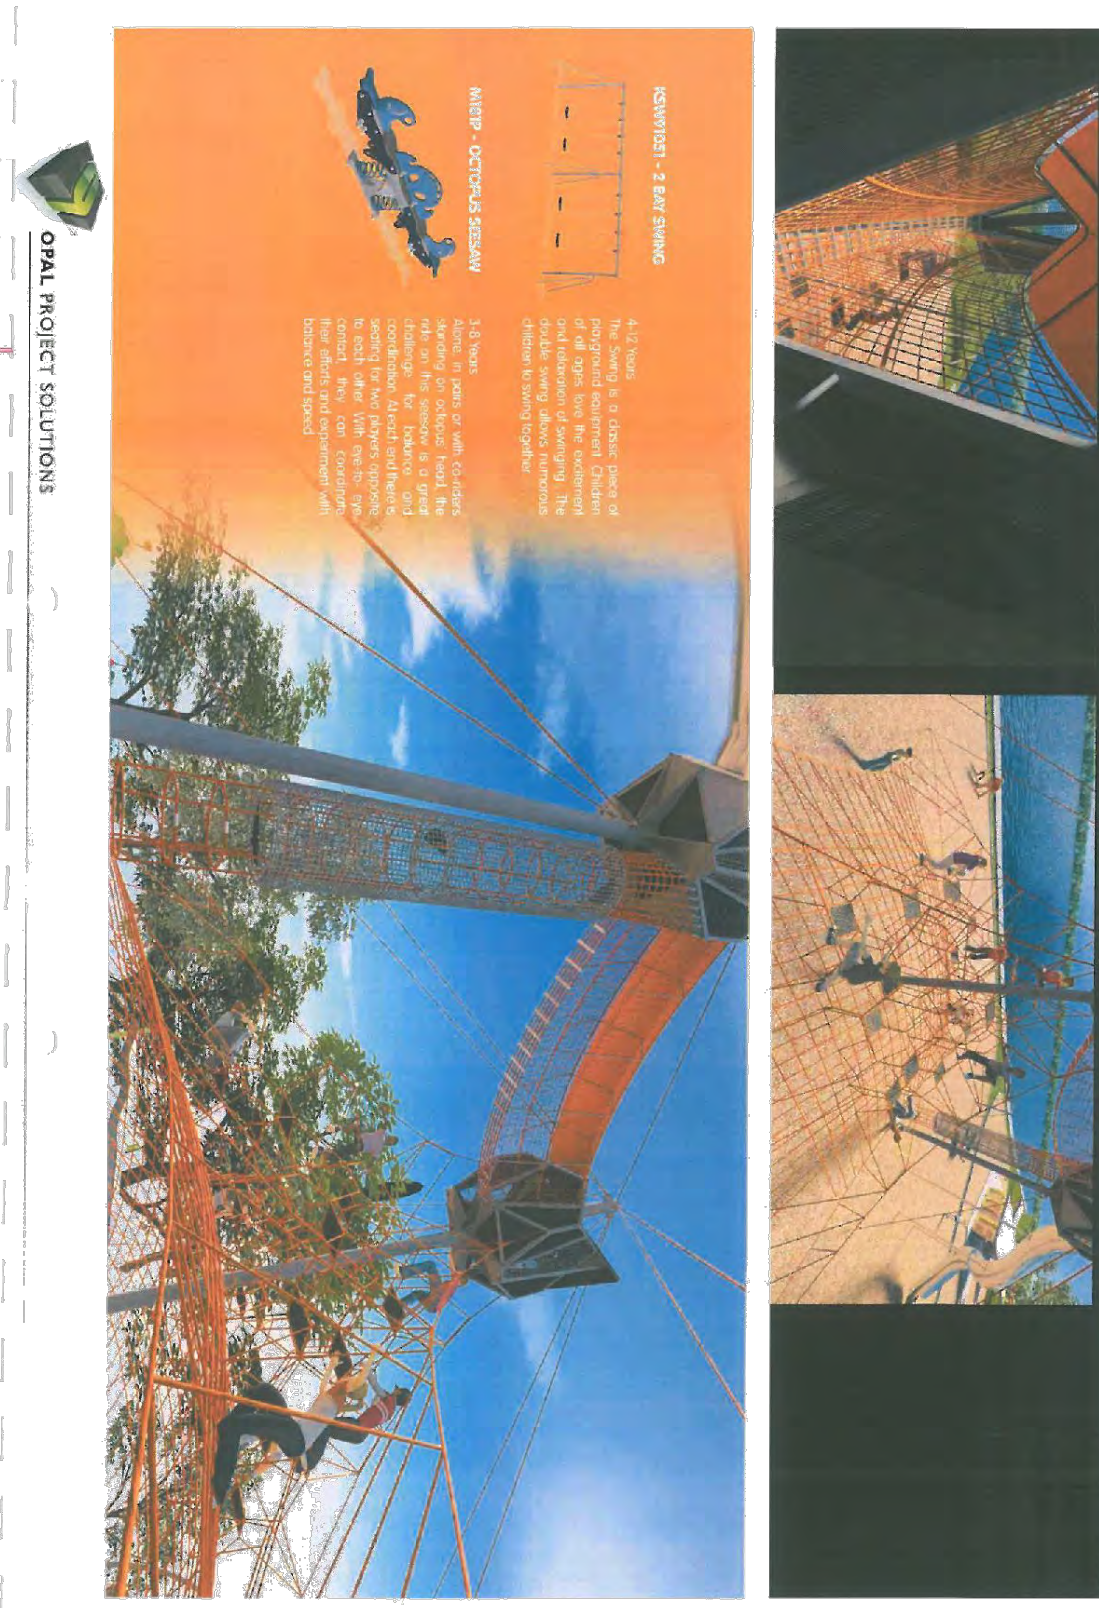 KSW91051 - 2 BAY SWING
4-12 Years
The Swing is a classic piece of
playground equipment. Children
of all ages love the excitement
and relaxation of swinging. The
double swing allows numorous
children to swing together
M181P - OCTOPUS SEESAW
3-8 Years
Alone, in pairs or with co-riders
standing on octopus head, the
ride on this seesaw is a great
challenge for balance and
coordination. At each end there is
seating for two players opposite
to each other. With eye-to- eye
contact, they can coordinate
their efforts and experiment with
balance and speed
OPAL PROJECT SOLUTIONS